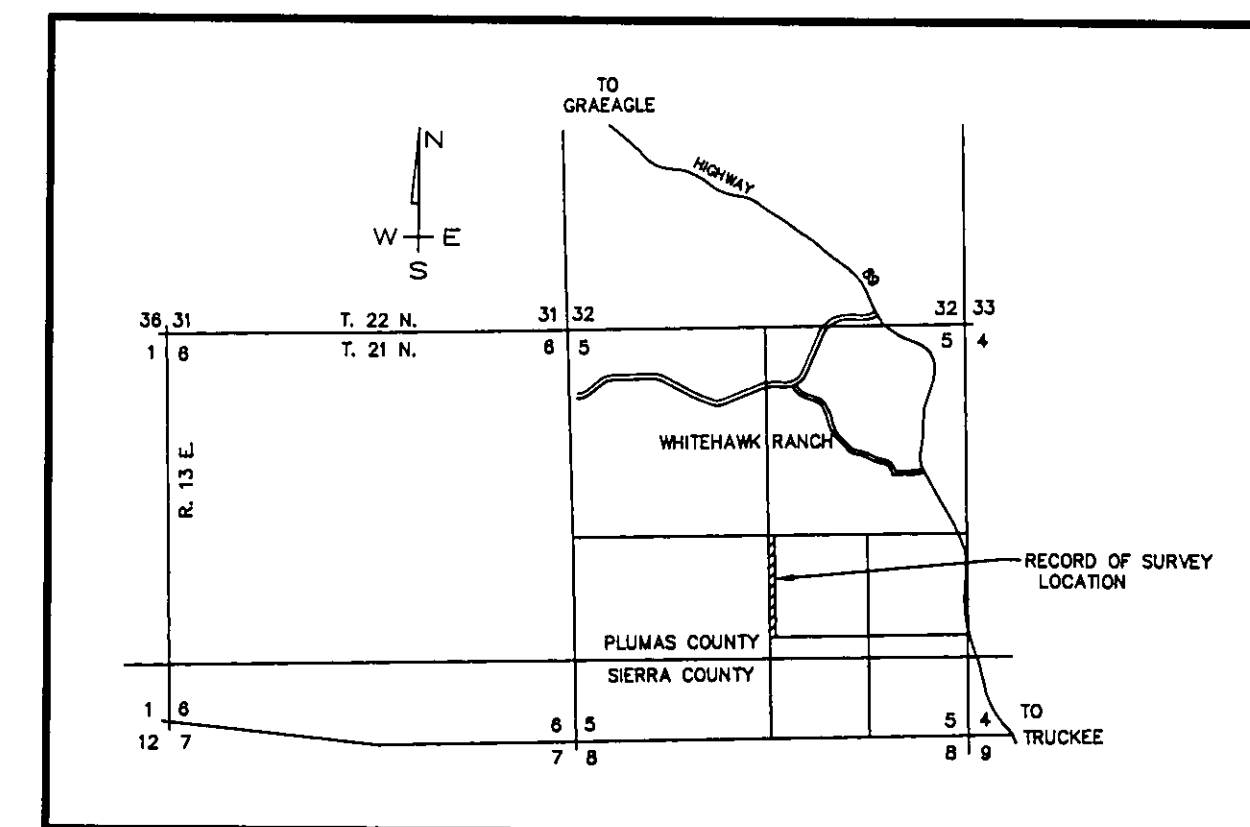 TO
GRAEAGLE
N
HIGHWAY
W E
S
89
36 31
T. 22 N.
31 32
32 33
1 6
T. 21 N.
6 5
5 4
WHITEHAWK RANCH
R. 13 E.
RECORD OF SURVEY
LOCATION
PLUMAS COUNTY
SIERRA COUNTY
1 6
6 5
5 4
TO
TRUCKEE
12 7
7 8
8 9